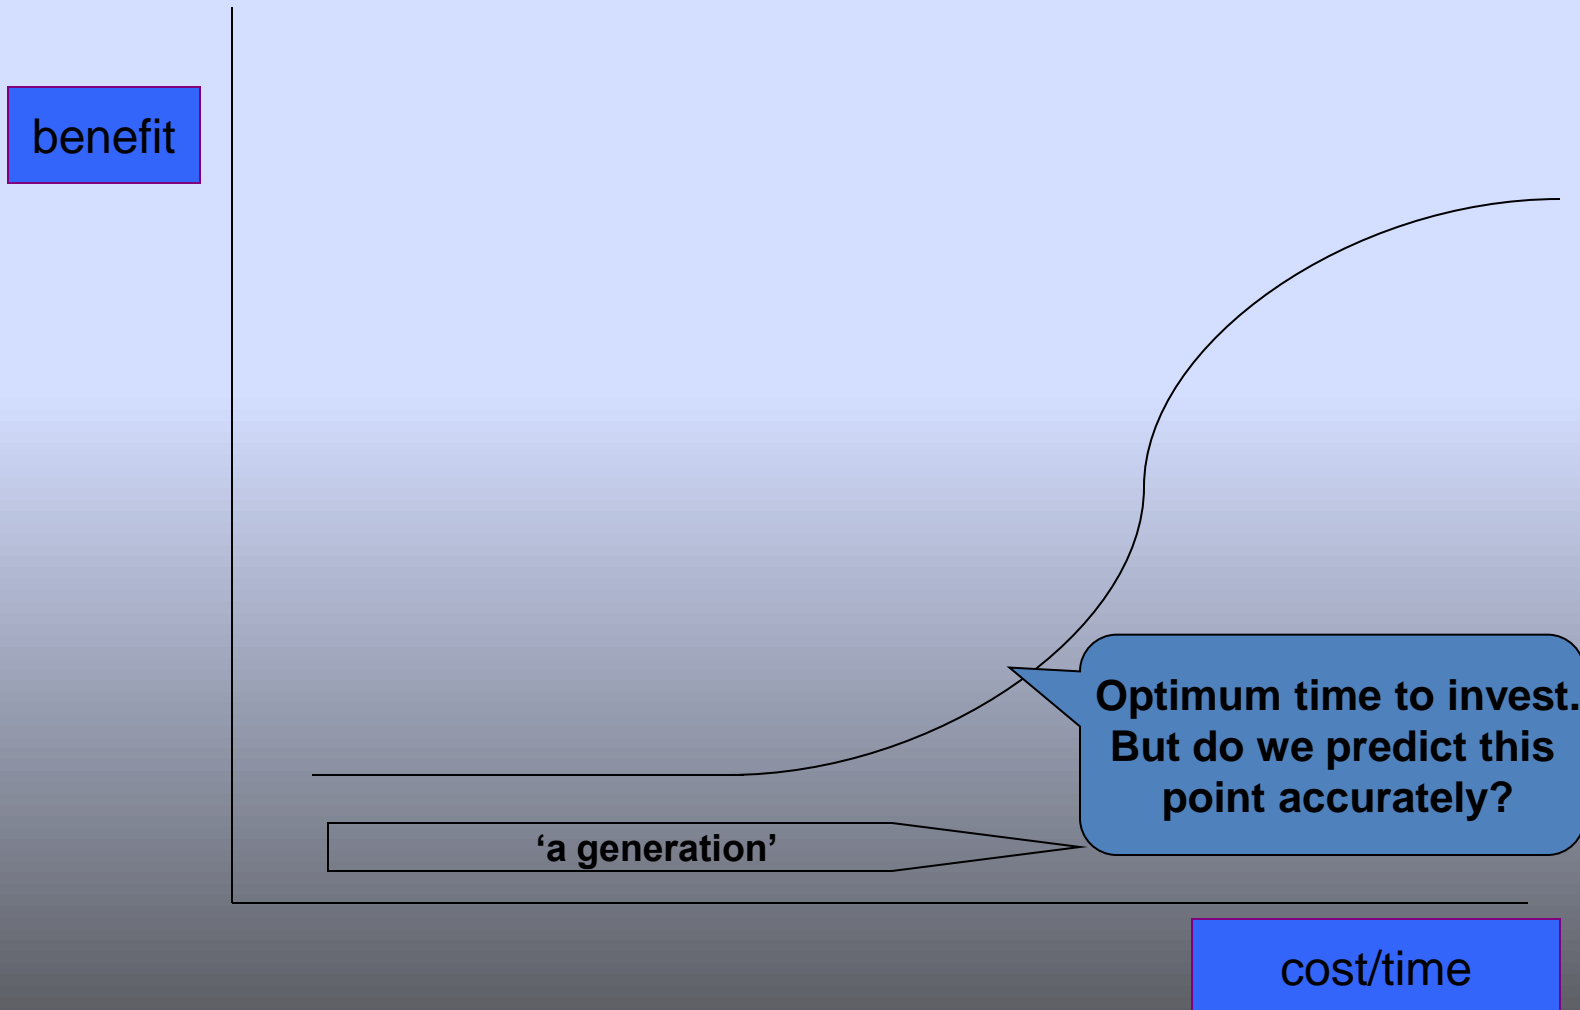 benefit
Optimum time to invest.
But do we predict this
point accurately?
‘a generation’
cost/time